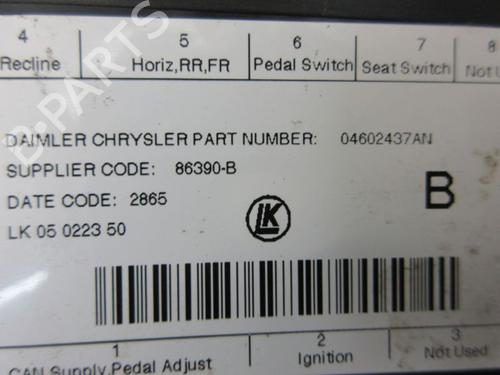 4 5 6 7 8
Recline Horiz,RR,FR Pedal Switch Seat Switch Not U
DAIMLER CHRYSLER PART NUMBER: 04602437AN
SUPPLIER CODE: 86390-B
DATE CODE: 2865
B
LK 05 0223 50
LK
1 2 3
CAN Supply,Pedal Adjust Ignition Not Used
B-PARTS